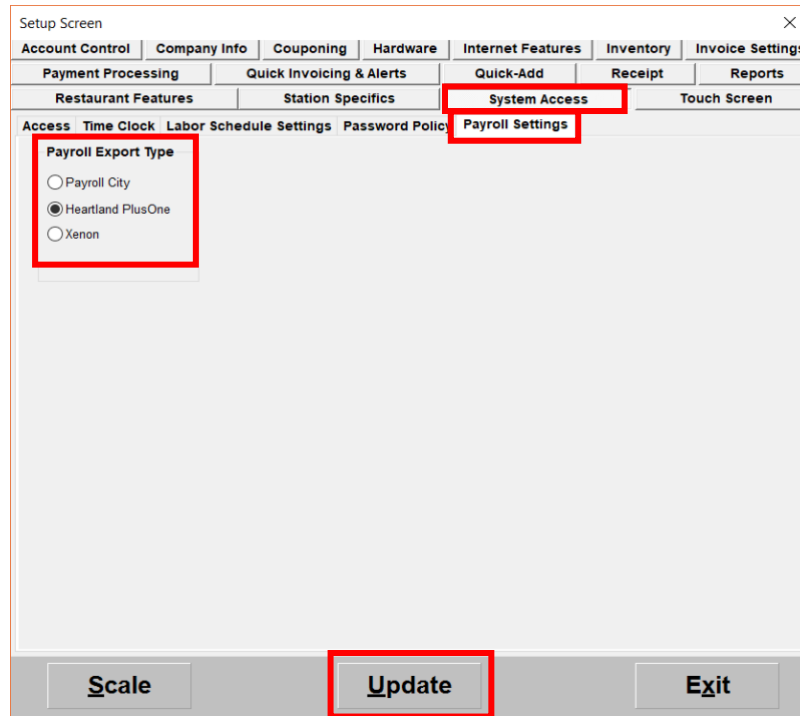 Setup Screen
Account Control Company Info Couponing Hardware Internet Features Inventory Invoice Settings
Payment Processing Quick Invoicing & Alerts Quick-Add Receipt Reports
Restaurant Features Station Specifics System Access Touch Screen
Access Time Clock Labor Schedule Settings Password Policy Payroll Settings
Payroll Export Type
Payroll City
Heartland PlusOne
Xenon
Scale Update Exit